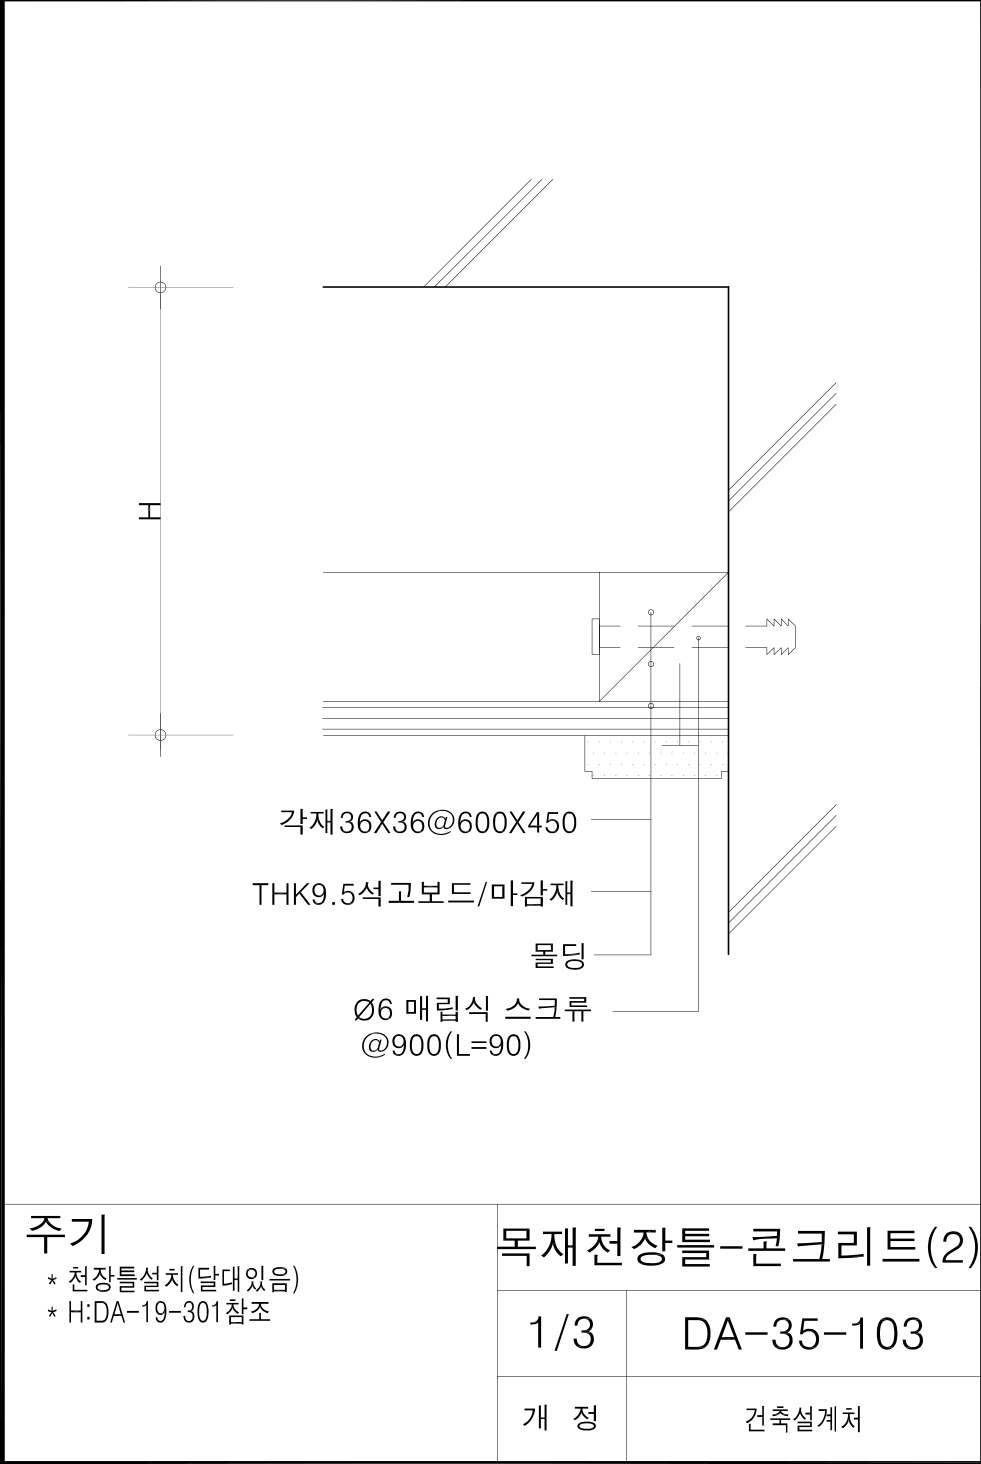 H
각재36X36@600X450
THK9.5석고보드/마감재
몰딩
Ø6 매립식 스크류
@900(L=90)
주기
* 천장틀설치(달대있음)
* H:DA-19-301참조
목재천장틀-콘크리트(2)
1/3
DA-35-103
개 정
건축설계처